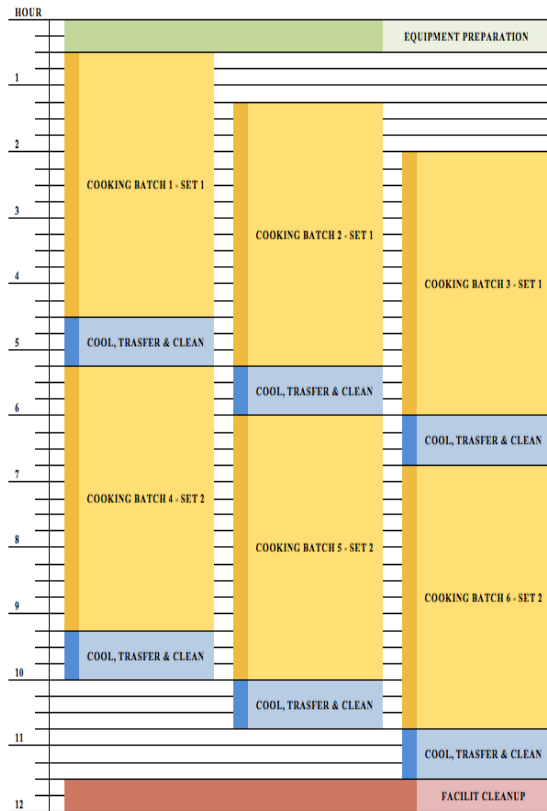 HOUR
EQUIPMENT PREPARATION
1
2
COOKING BATCH 1 - SET 1
3
COOKING BATCH 2 - SET 1
4
COOKING BATCH 3 - SET 1
5
COOL, TRASFER & CLEAN
COOL, TRASFER & CLEAN
6
COOL, TRASFER & CLEAN
7
COOKING BATCH 4 - SET 2
8
COOKING BATCH 5 - SET 2
9
COOKING BATCH 6 - SET 2
COOL, TRASFER & CLEAN
10
COOL, TRASFER & CLEAN
11
COOL, TRASFER & CLEAN
FACILIT CLEANUP
12